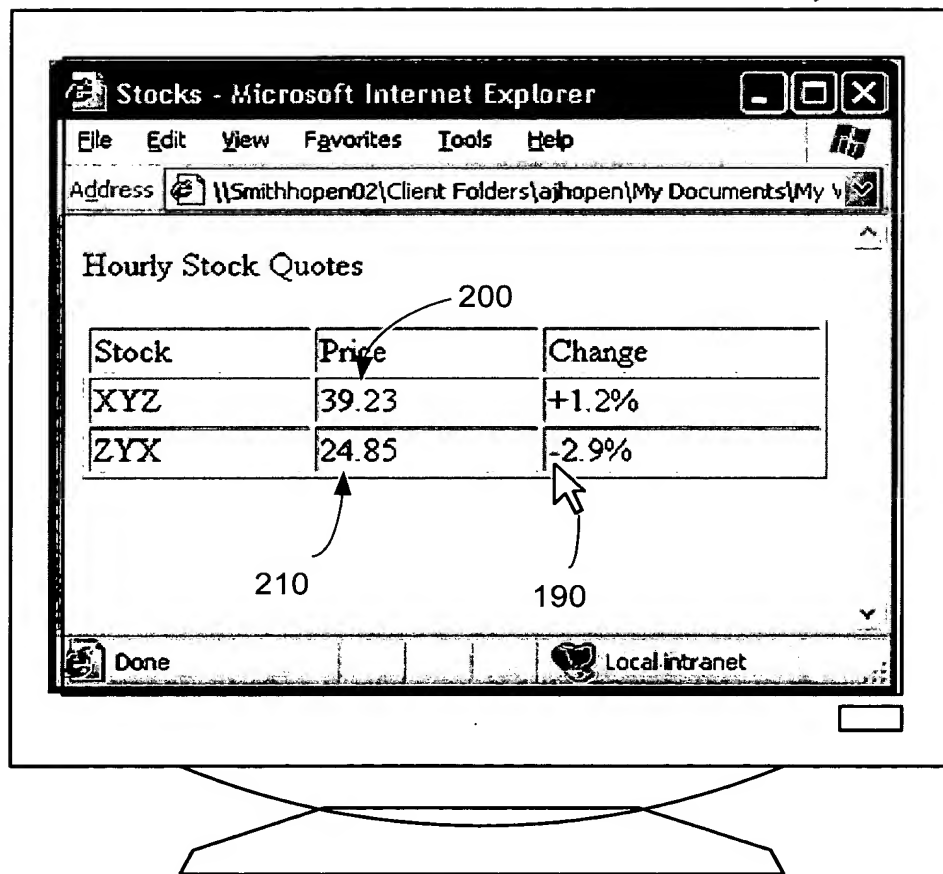 Stocks - Microsoft Internet Explorer
File Edit View Favorites Tools Help
Address \\Smithhopen02\Client Folders\ajhopen\My Documents\My
Hourly Stock Quotes
200
Stock Price Change
XYZ 39.23 +1.2%
ZYX 24.85 -2.9%
210
190
Done Local intranet